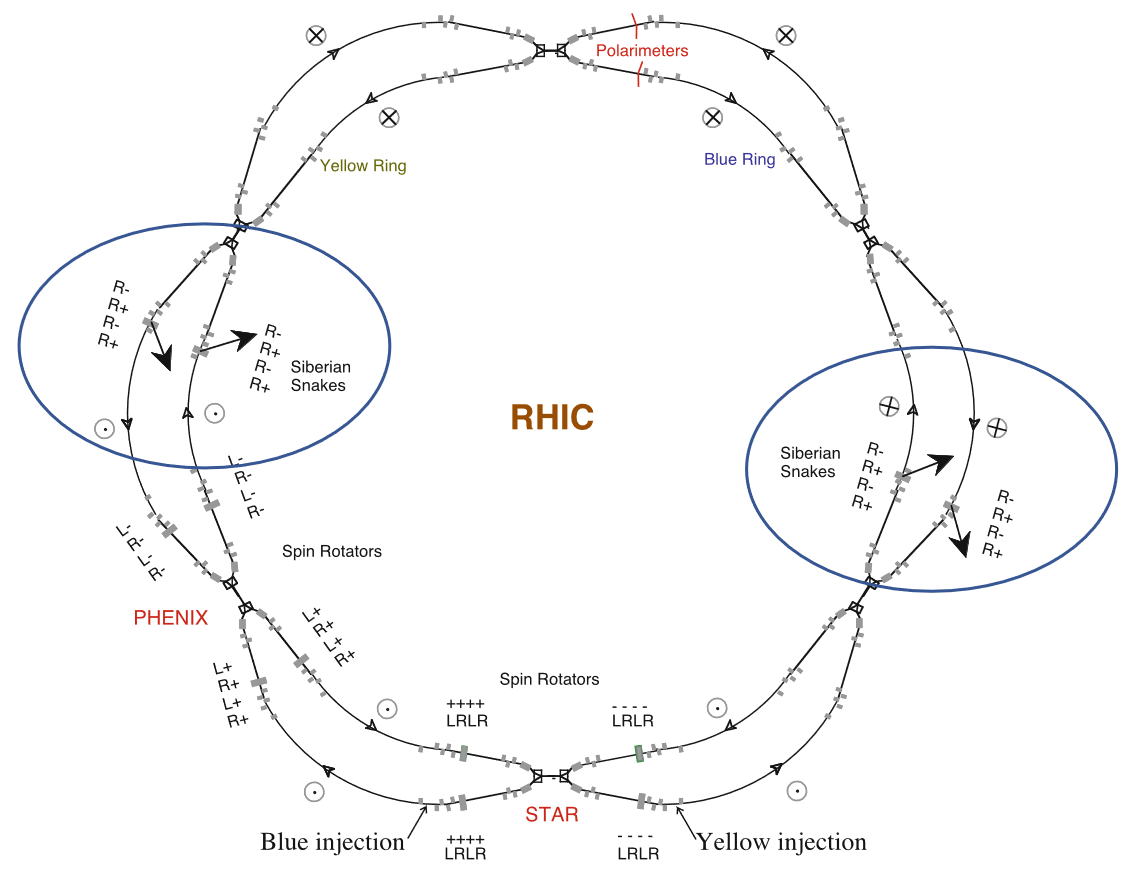 Polarimeters
Yellow Ring
Blue Ring
R-
R+
R-
R+
R-
R+
R-
R+
Siberian
Snakes
RHIC
Siberian
Snakes
R-
R+
R-
R+
R-
R+
R-
R+
L-
R-
L-
R-
L-
R-
L-
R-
Spin Rotators
PHENIX
L+
R+
L+
R+
L+
R+
L+
R+
Spin Rotators
++++
LRLR
- - - -
LRLR
STAR
Blue injection
Yellow injection
++++
LRLR
- - - -
LRLR